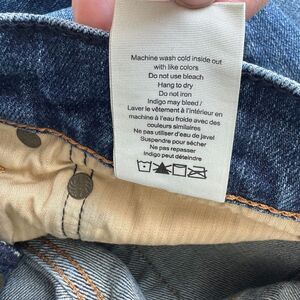 Machine wash cold inside out
with like colors
Do not use bleach
Hang to dry
Do not iron
Indigo may bleed /
Laver le vêtement à l'intérieur en
machine à l'eau froide avec des
couleurs similaires
Ne pas utiliser d'eau de javel
Suspendre pour sécher
Ne pas repasser
Indigo peut déteindre